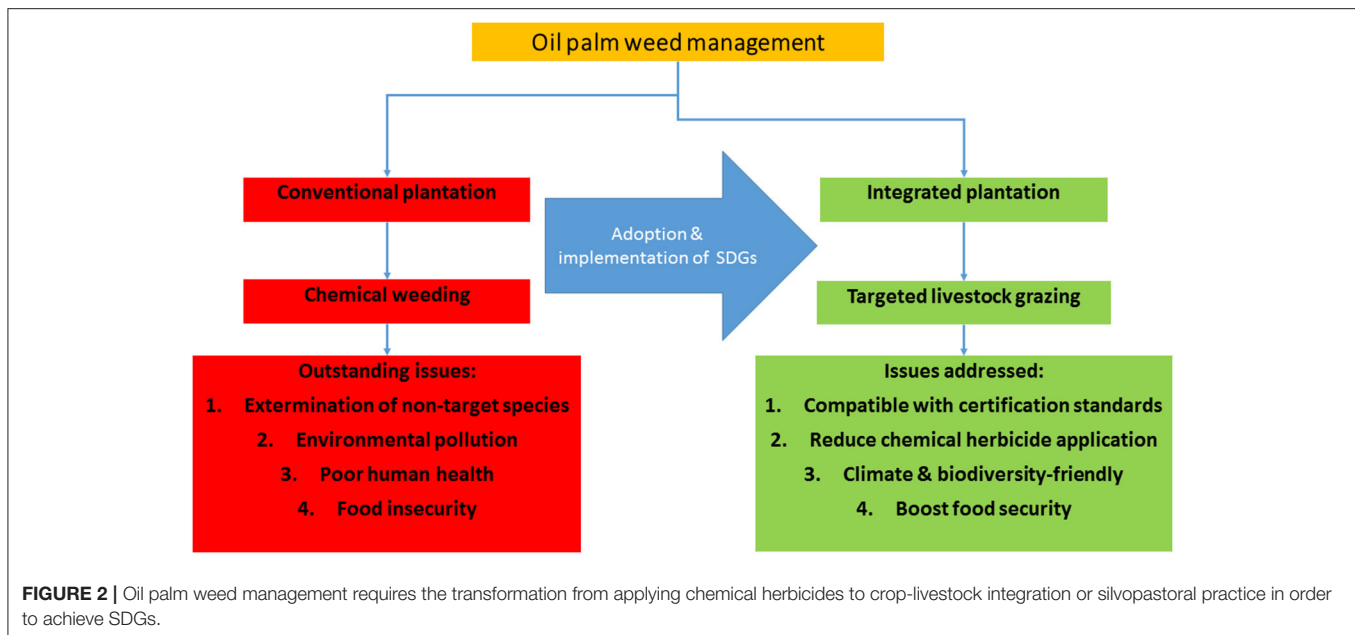 Oil palm weed management
Conventional plantation
Chemical weeding
Outstanding issues:
1. Extermination of non-target species
2. Environmental pollution
3. Poor human health
4. Food insecurity
Adoption &
implementation of SDGs
Integrated plantation
Targeted livestock grazing
Issues addressed:
1. Compatible with certification standards
2. Reduce chemical herbicide application
3. Climate & biodiversity-friendly
4. Boost food security
FIGURE 2 | Oil palm weed management requires the transformation from applying chemical herbicides to crop-livestock integration or silvopastoral practice in order
to achieve SDGs.